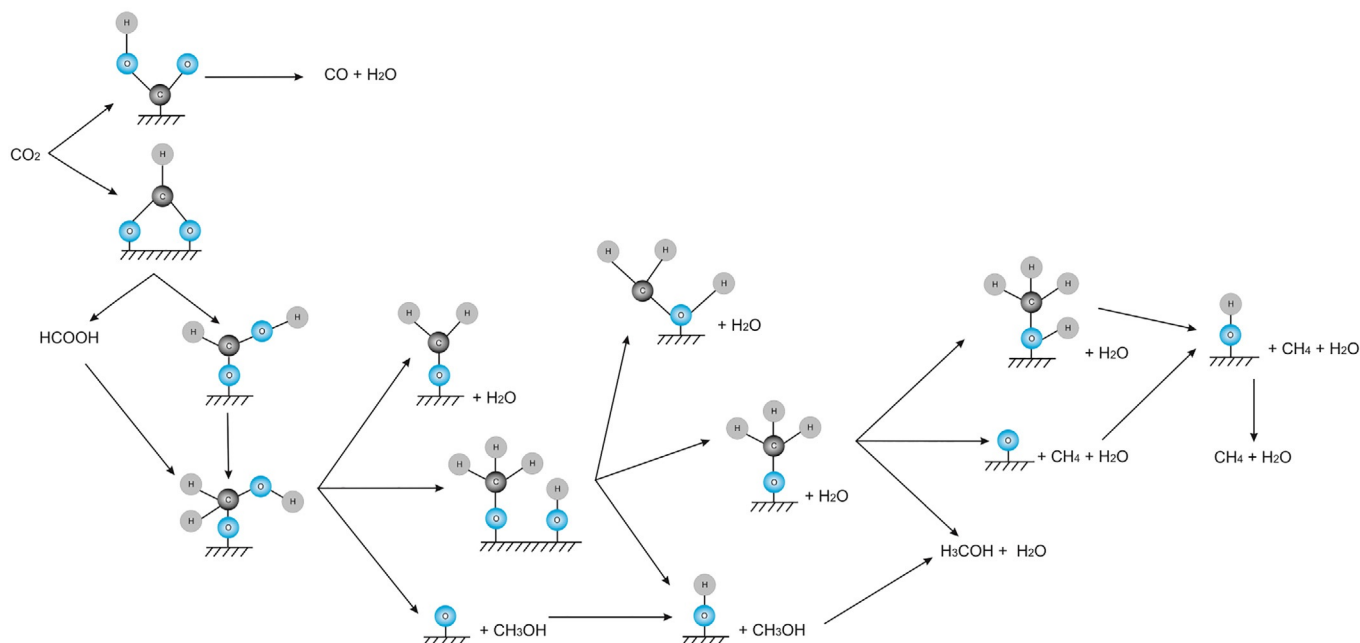 H
O O
C
CO + H₂O
CO₂
H
C
O O
HCOOH
H C O H
O
H C O H
H
O
H H
C
O
+ H₂O
H
H C H
O
H
O
O
+ CH₃OH
H H
C
H
O
+ H₂O
H
H H
C
O
+ H₂O
H
O
+ CH₃OH
H
H H
C
O H
+ H₂O
O
+ CH₄ + H₂O
H₃COH + H₂O
H
O
+ CH₄ + H₂O
CH₄ + H₂O